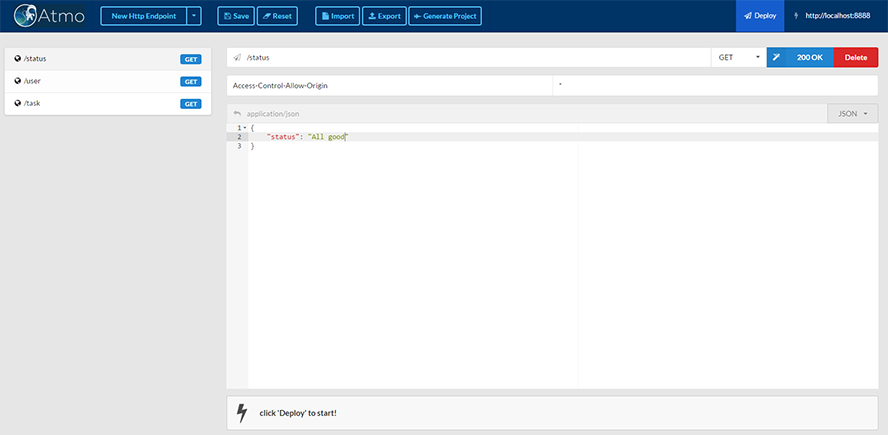 Atmo
New Http Endpoint
Save
Reset
Import
Export
Generate Project
Deploy
http://localhost:8888
/status
GET
/user
GET
/task
GET
/status
GET
200 OK
Delete
Access-Control-Allow-Origin
*
application/json
JSON
1 {
2 "status": "All good"
3 }
click 'Deploy' to start!